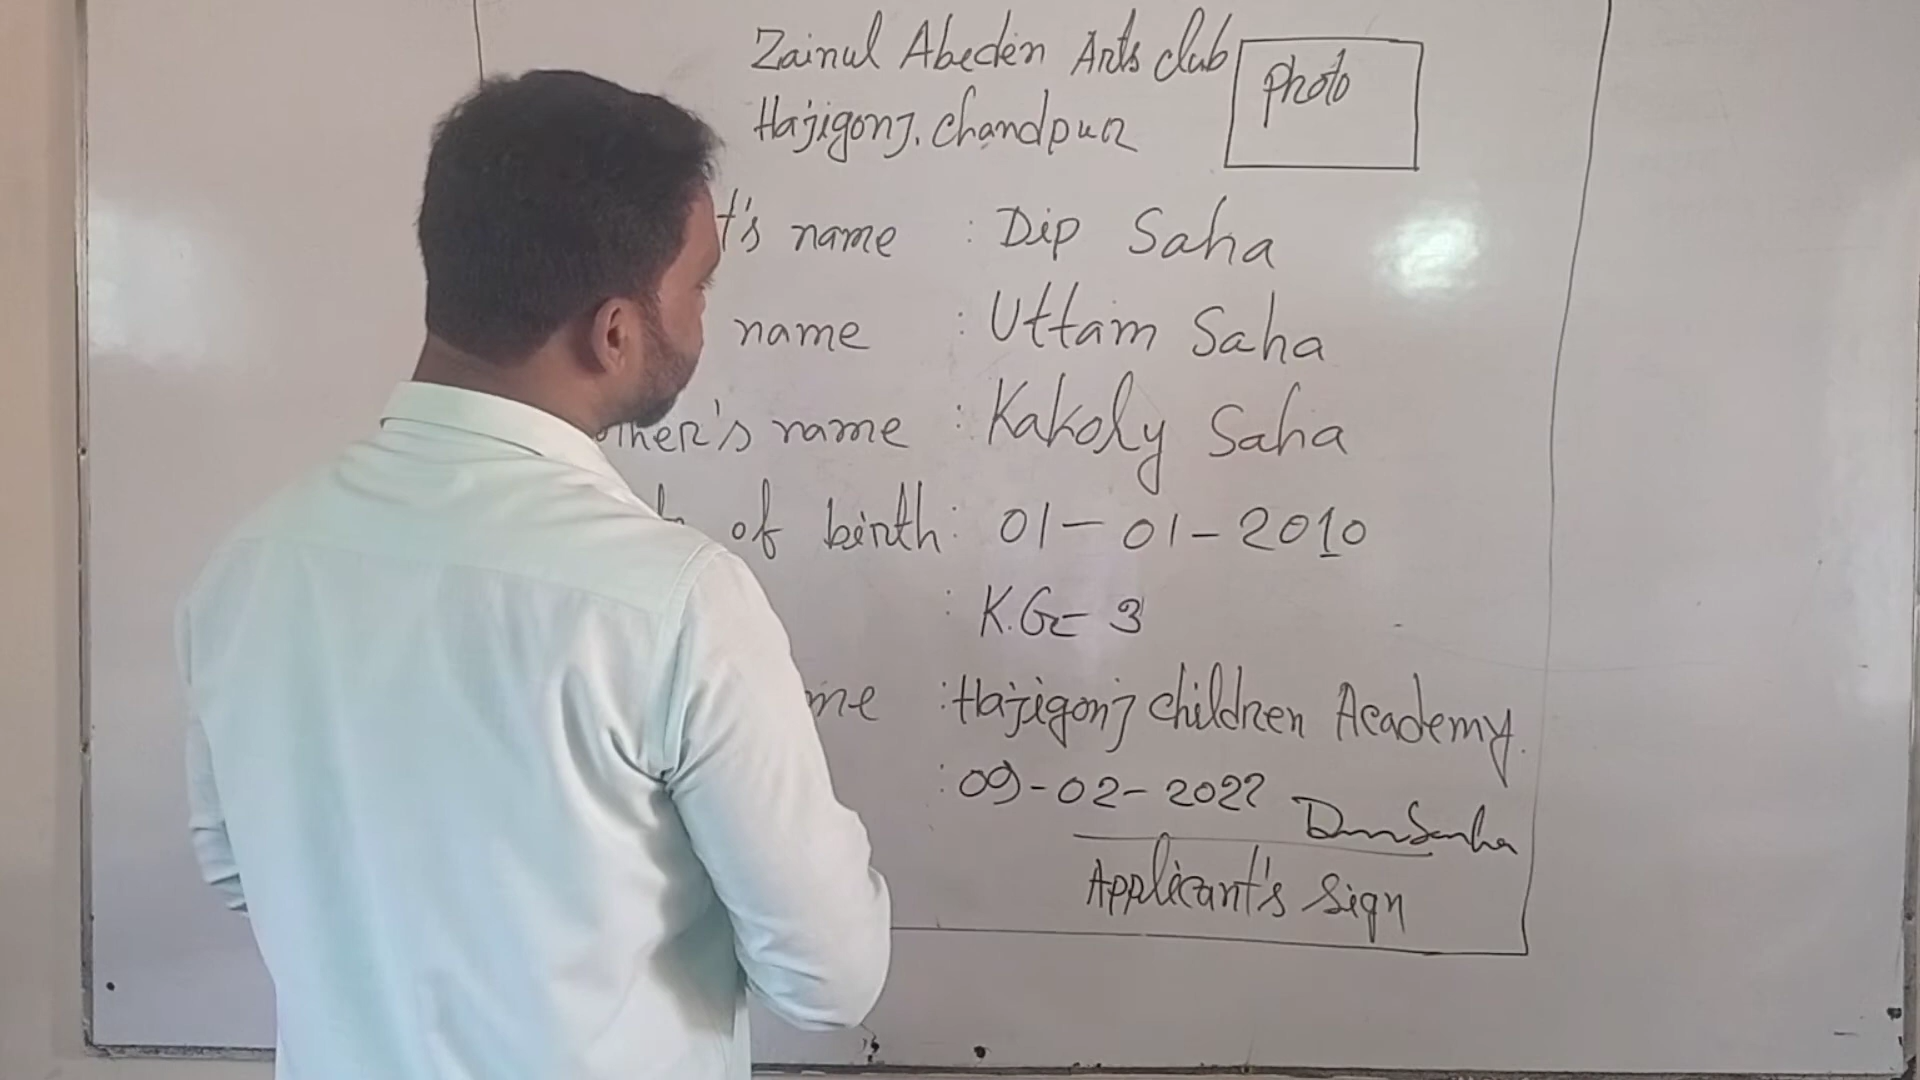 Zainul Abedin Arts club
Photo
Hajigonj. Chandpur
t's name : Dip Saha
name : Uttam Saha
other's name : Kakoly Saha
of birth : 01-01-2010
: K.G-3
me : Hajigonj children Academy.
: 09-02-2022
Applicant's sign